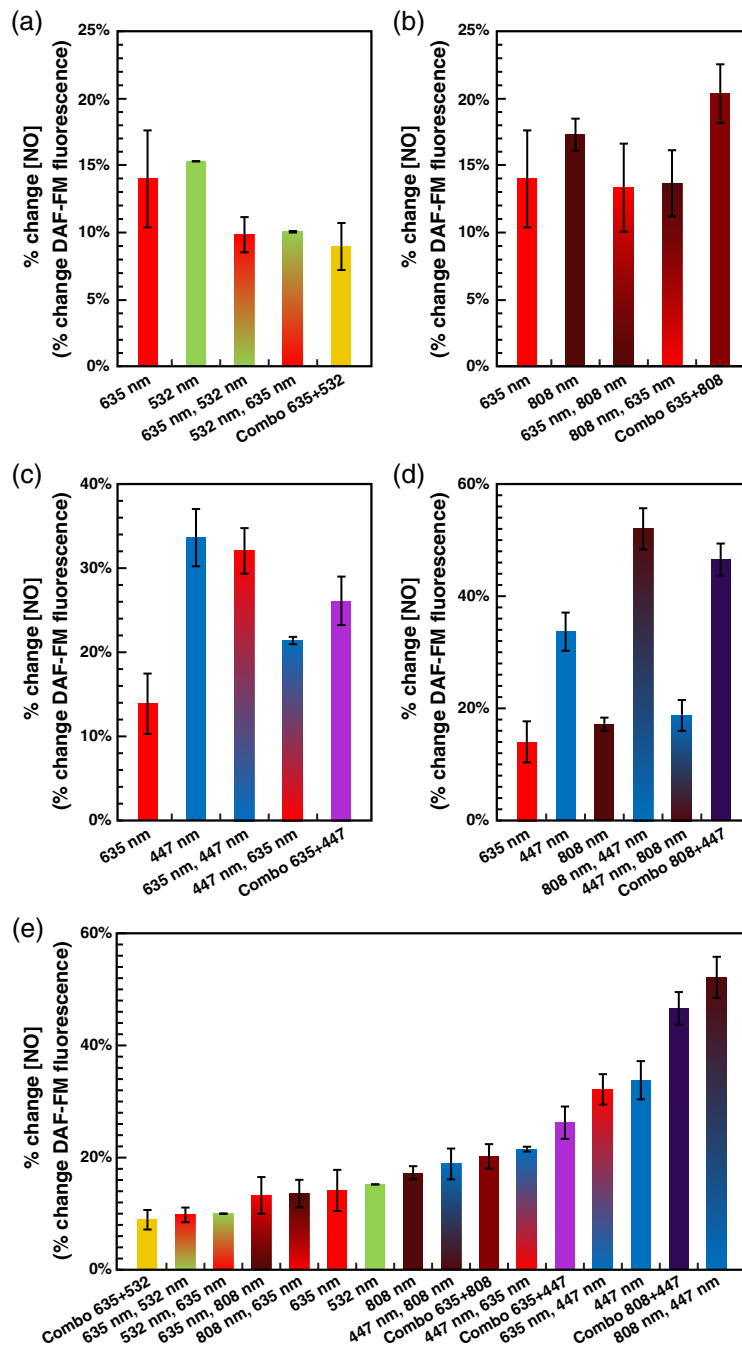 (a)
% change [NO]
(% change DAF-FM fluorescence)
25%
20%
15%
10%
5%
0%
635 nm
532 nm
635 nm, 532 nm
532 nm, 635 nm
Combo 635+532
(b)
% change [NO]
(% change DAF-FM fluorescence)
25%
20%
15%
10%
5%
0%
635 nm
808 nm
635 nm, 808 nm
808 nm, 635 nm
Combo 635+808
(c)
% change [NO]
(% change DAF-FM fluorescence)
40%
30%
20%
10%
0%
635 nm
447 nm
635 nm, 447 nm
447 nm, 635 nm
Combo 635+447
(d)
% change [NO]
(% change DAF-FM fluorescence)
60%
40%
20%
0%
635 nm
447 nm
808 nm
808 nm, 447 nm
447 nm, 808 nm
Combo 808+447
(e)
% change [NO]
(% change DAF-FM fluorescence)
60%
40%
20%
0%
Combo 635+532
635 nm, 532 nm
532 nm, 635 nm
635 nm, 808 nm
808 nm, 635 nm
635 nm
532 nm
808 nm
447 nm, 808 nm
Combo 635+808
447 nm, 635 nm
Combo 635+447
635 nm, 447 nm
447 nm
Combo 808+447
808 nm, 447 nm